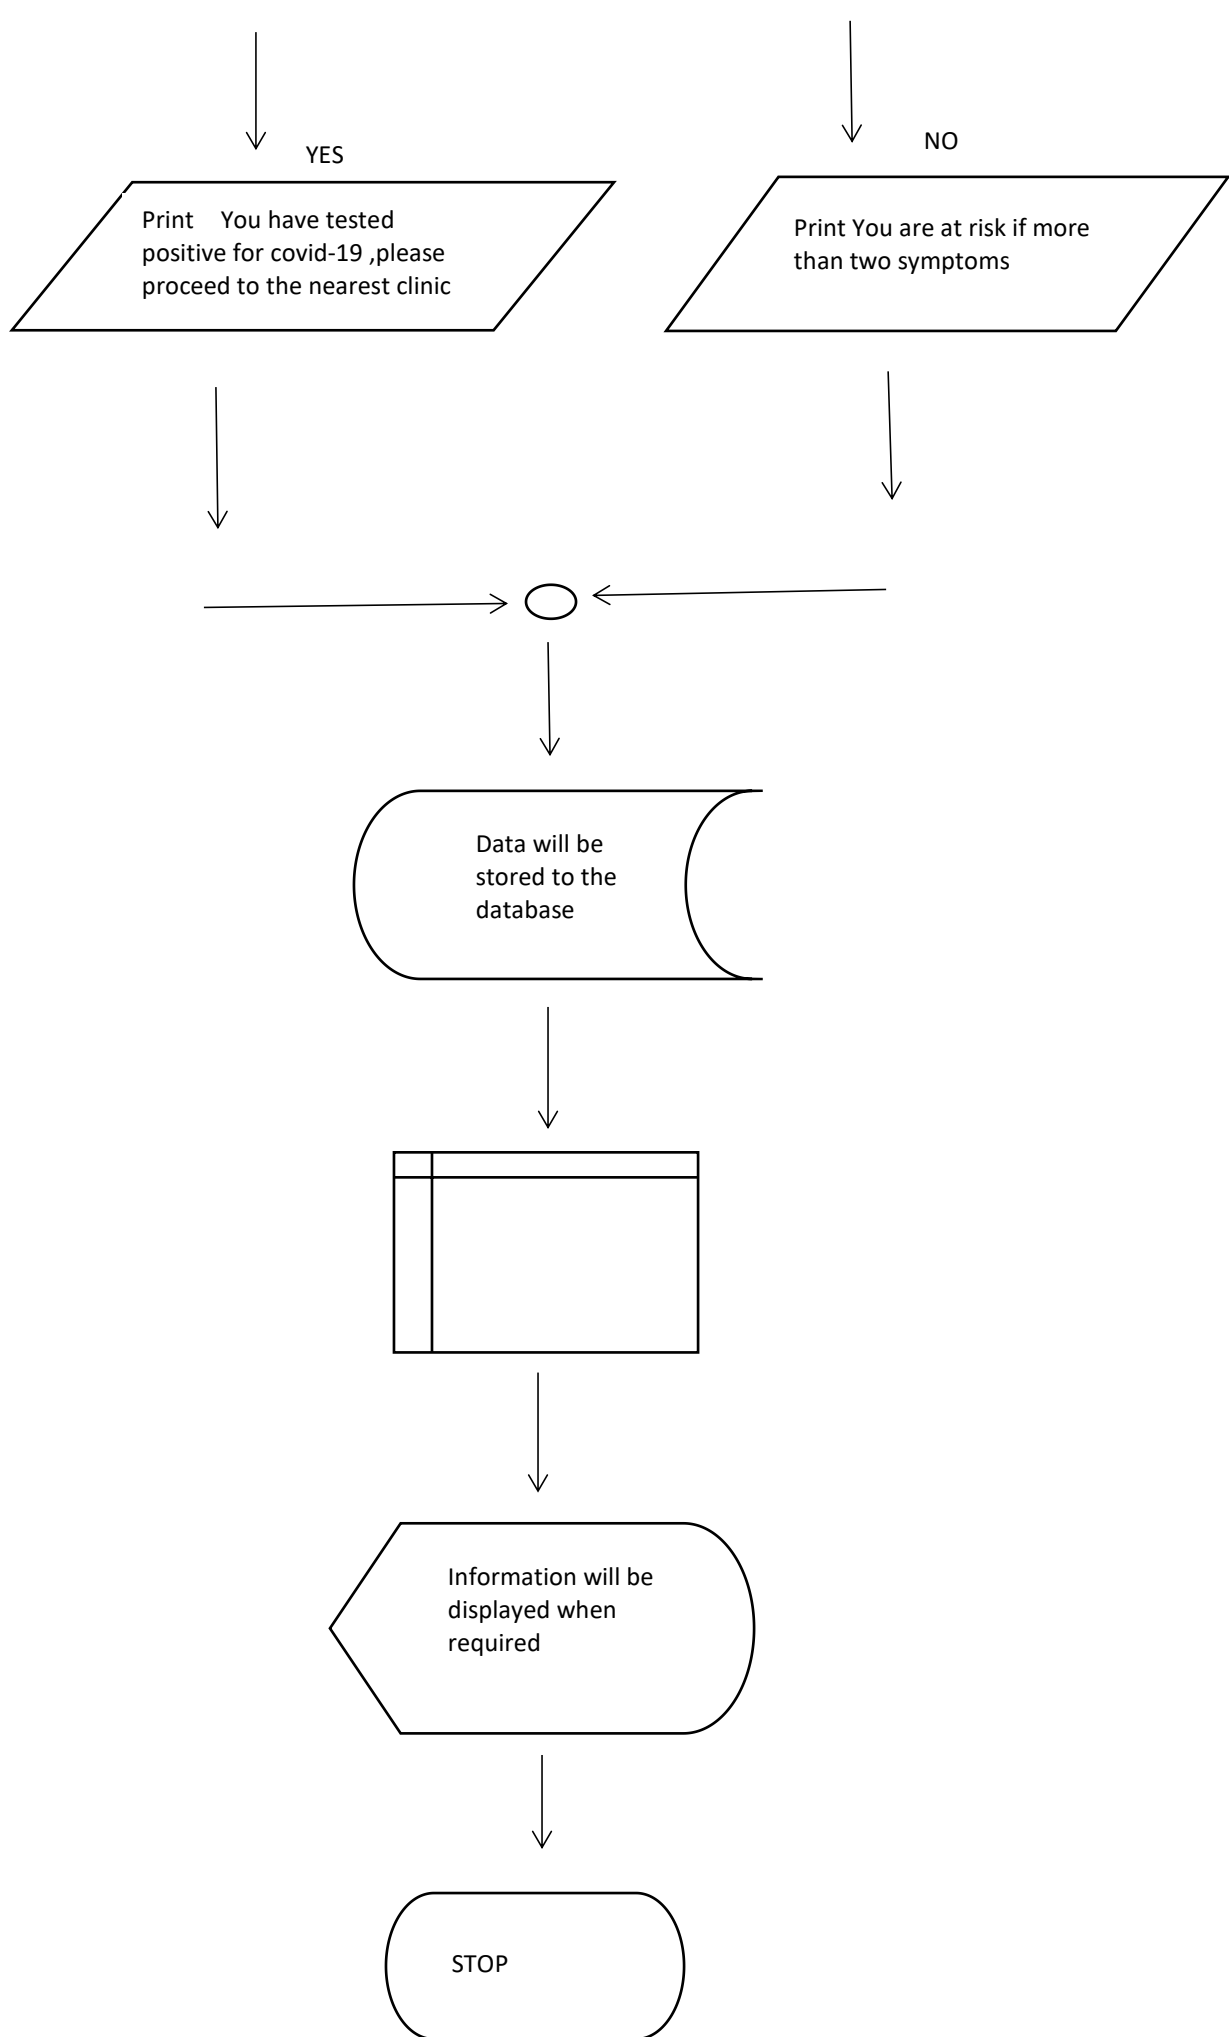 YES
NO
Print    You have tested
positive for covid-19 ,please
proceed to the nearest clinic
Print You are at risk if more
than two symptoms
Data will be
stored to the
database
Information will be
displayed when
required
STOP